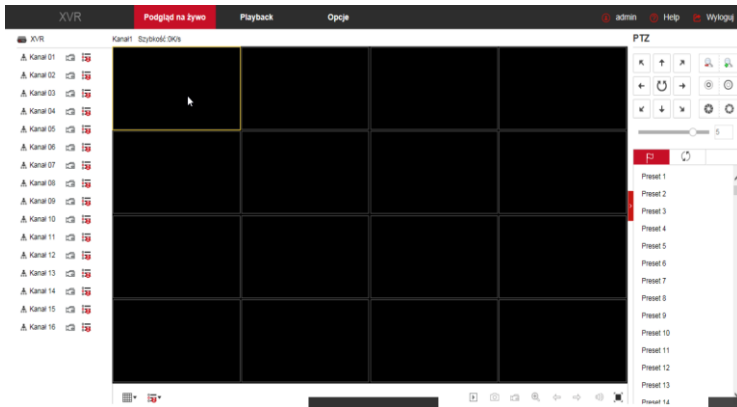 XVR Podgląd na żywo Playback Opcje admin Help Wyloguj
XVR
Kanał1 Szybkość:0K/s
PTZ
Kanał 01
Kanał 02
Kanał 03
Kanał 04
Kanał 05
Kanał 06
Kanał 07
Kanał 08
Kanał 09
Kanał 10
Kanał 11
Kanał 12
Kanał 13
Kanał 14
Kanał 15
Kanał 16
5
Preset 1
Preset 2
Preset 3
Preset 4
Preset 5
Preset 6
Preset 7
Preset 8
Preset 9
Preset 10
Preset 11
Preset 12
Preset 13
Preset 14